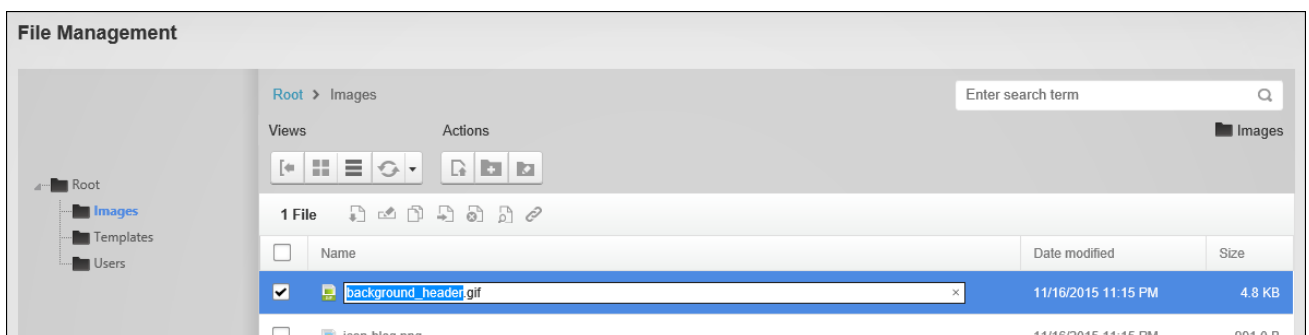 File Management
Root > Images
Enter search term
Views
Actions
Images
Root
Images
Templates
Users
1 File
Name
Date modified
Size
background_header.gif
×
11/16/2015 11:15 PM
4.8 KB